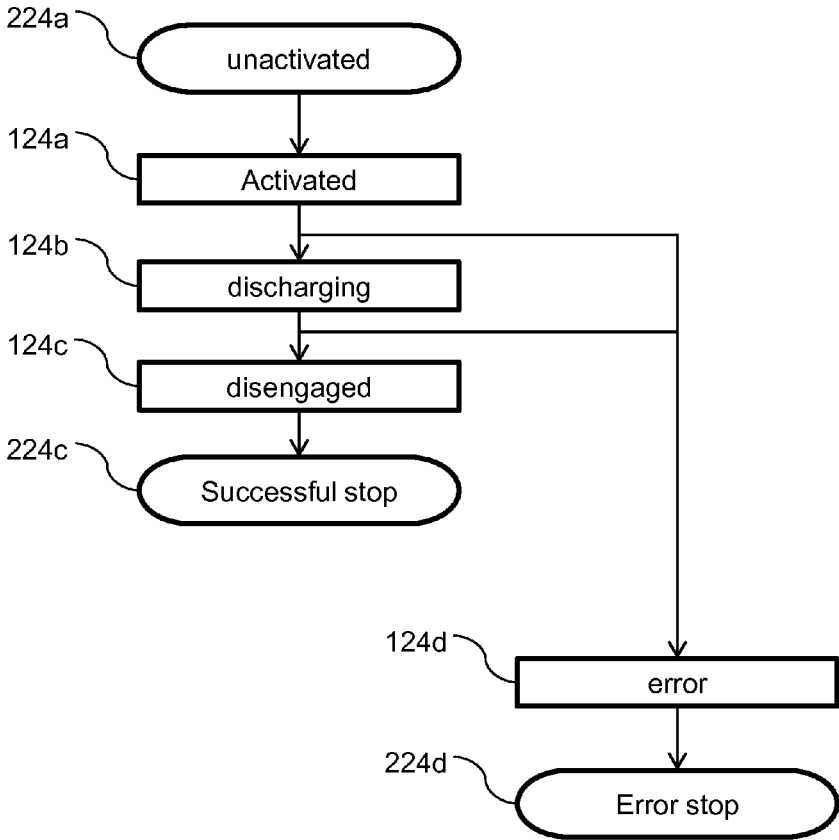 224a
unactivated
124a
Activated
124b
discharging
124c
disengaged
224c
Successful stop
124d
error
224d
Error stop